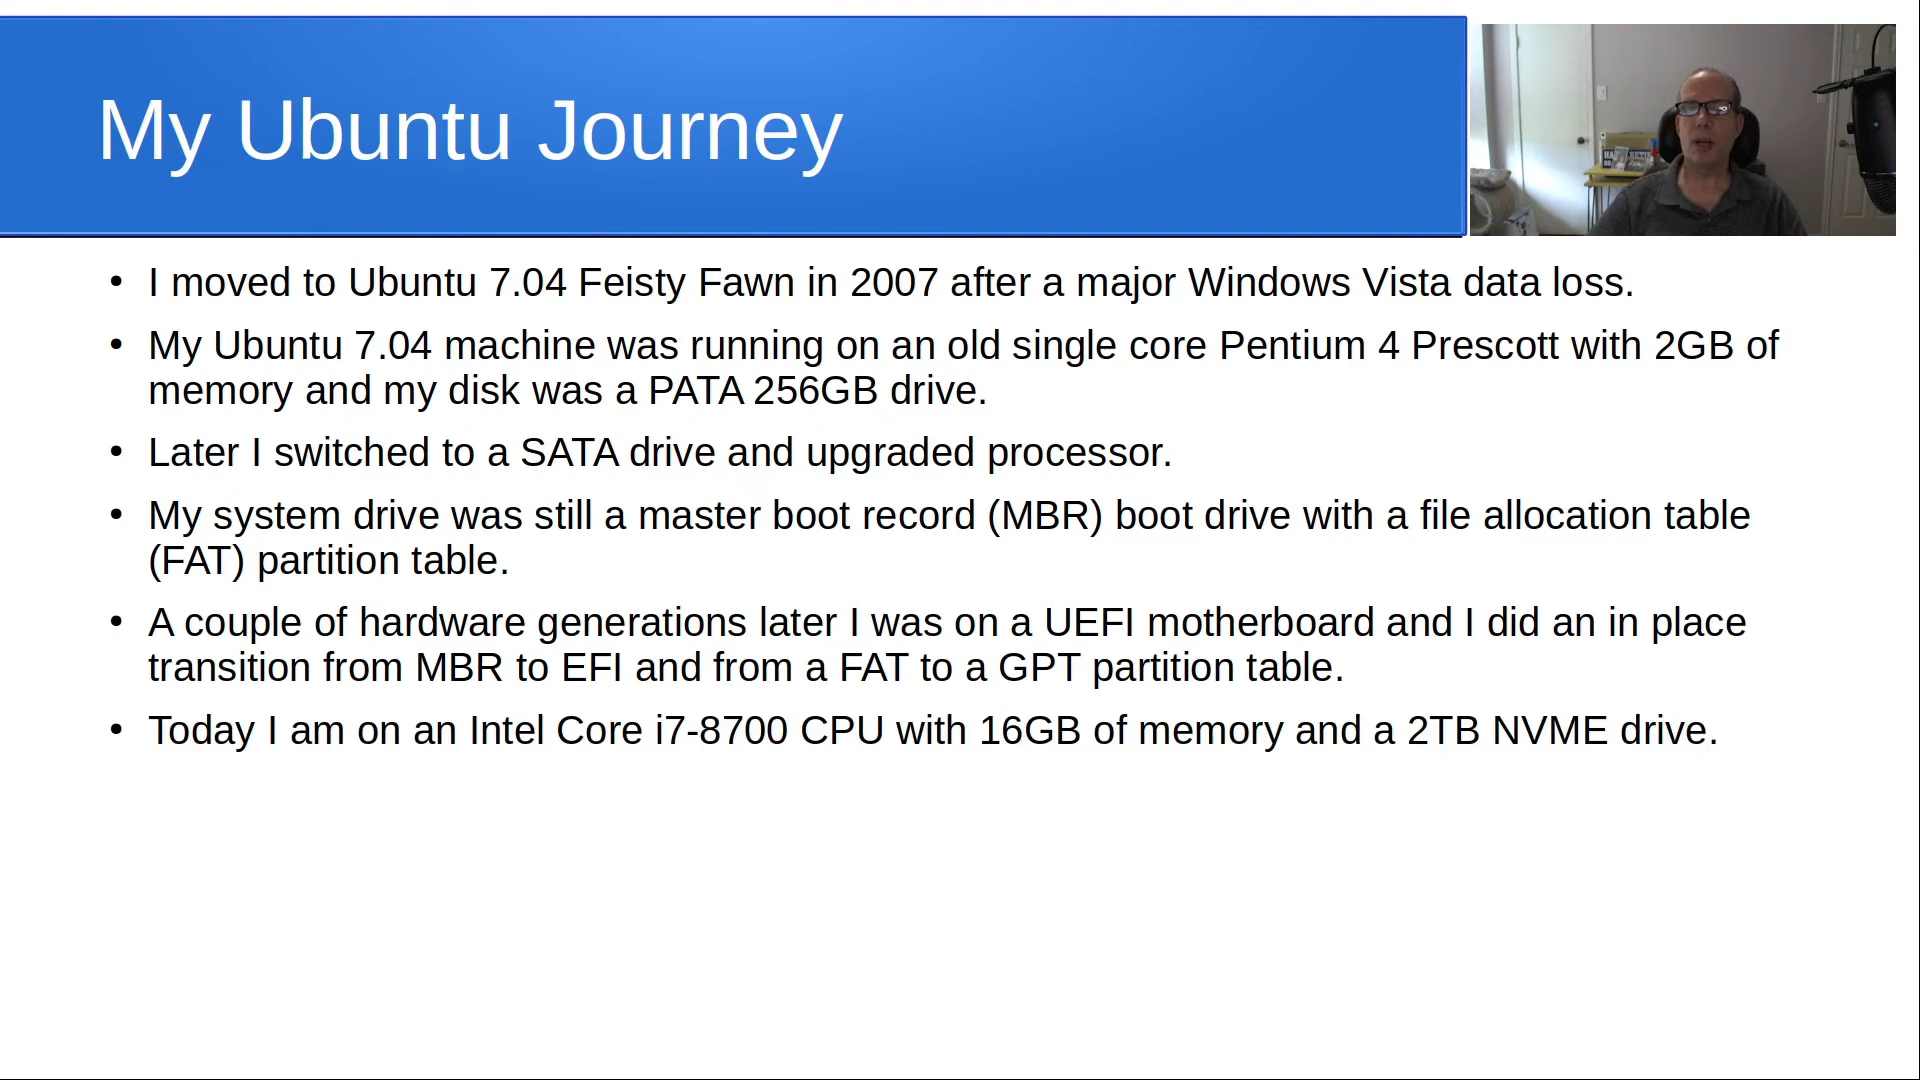 My Ubuntu Journey
• I moved to Ubuntu 7.04 Feisty Fawn in 2007 after a major Windows Vista data loss.
• My Ubuntu 7.04 machine was running on an old single core Pentium 4 Prescott with 2GB of
memory and my disk was a PATA 256GB drive.
• Later I switched to a SATA drive and upgraded processor.
• My system drive was still a master boot record (MBR) boot drive with a file allocation table
(FAT) partition table.
• A couple of hardware generations later I was on a UEFI motherboard and I did an in place
transition from MBR to EFI and from a FAT to a GPT partition table.
• Today I am on an Intel Core i7-8700 CPU with 16GB of memory and a 2TB NVME drive.